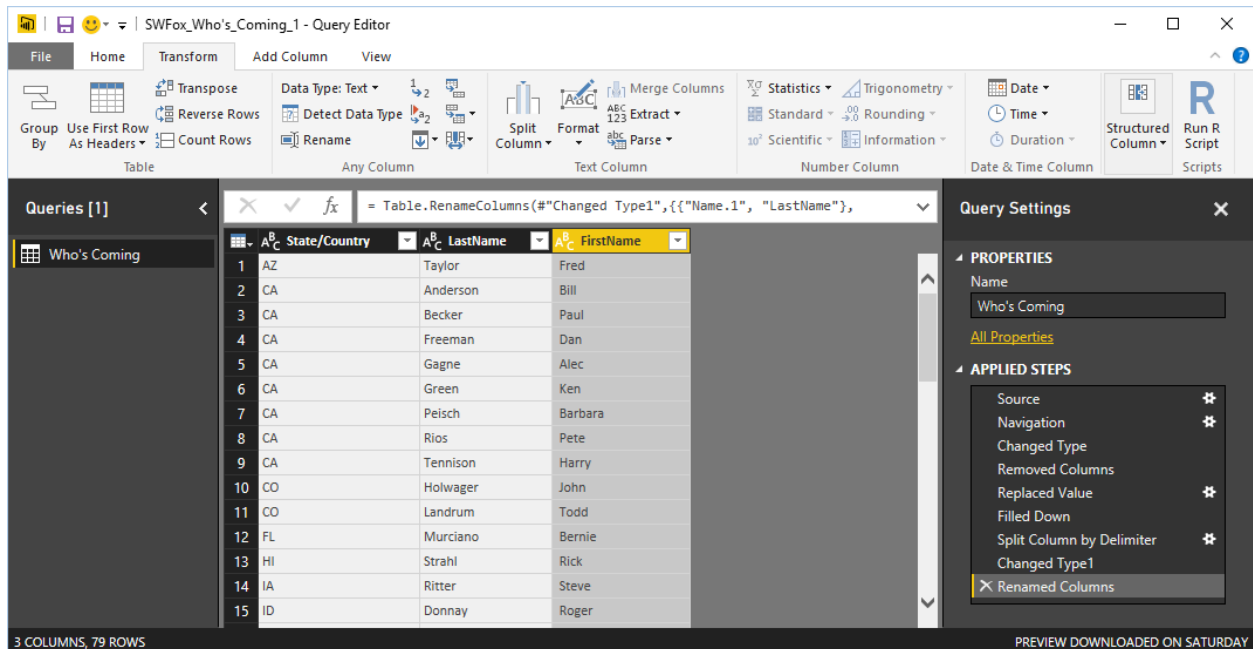 SWFox_Who's_Coming_1 - Query Editor
File Home Transform Add Column View
Group By
Use First Row As Headers
Transpose
Reverse Rows
Count Rows
Table
Data Type: Text
Detect Data Type
Rename
Any Column
Split Column
Format
Merge Columns
Extract
Parse
Text Column
Statistics
Standard
Scientific
Trigonometry
Rounding
Information
Number Column
Date
Time
Duration
Date & Time Column
Structured Column
Run R Script
Scripts
Queries [1]
Who's Coming
fx = Table.RenameColumns(#"Changed Type1",{{"Name.1", "LastName"},
State/Country LastName FirstName
1 AZ Taylor Fred
2 CA Anderson Bill
3 CA Becker Paul
4 CA Freeman Dan
5 CA Gagne Alec
6 CA Green Ken
7 CA Peisch Barbara
8 CA Rios Pete
9 CA Tennison Harry
10 CO Holwager John
11 CO Landrum Todd
12 FL Murciano Bernie
13 HI Strahl Rick
14 IA Ritter Steve
15 ID Donnay Roger
Query Settings
PROPERTIES
Name
Who's Coming
All Properties
APPLIED STEPS
Source
Navigation
Changed Type
Removed Columns
Replaced Value
Filled Down
Split Column by Delimiter
Changed Type1
Renamed Columns
3 COLUMNS, 79 ROWS
PREVIEW DOWNLOADED ON SATURDAY